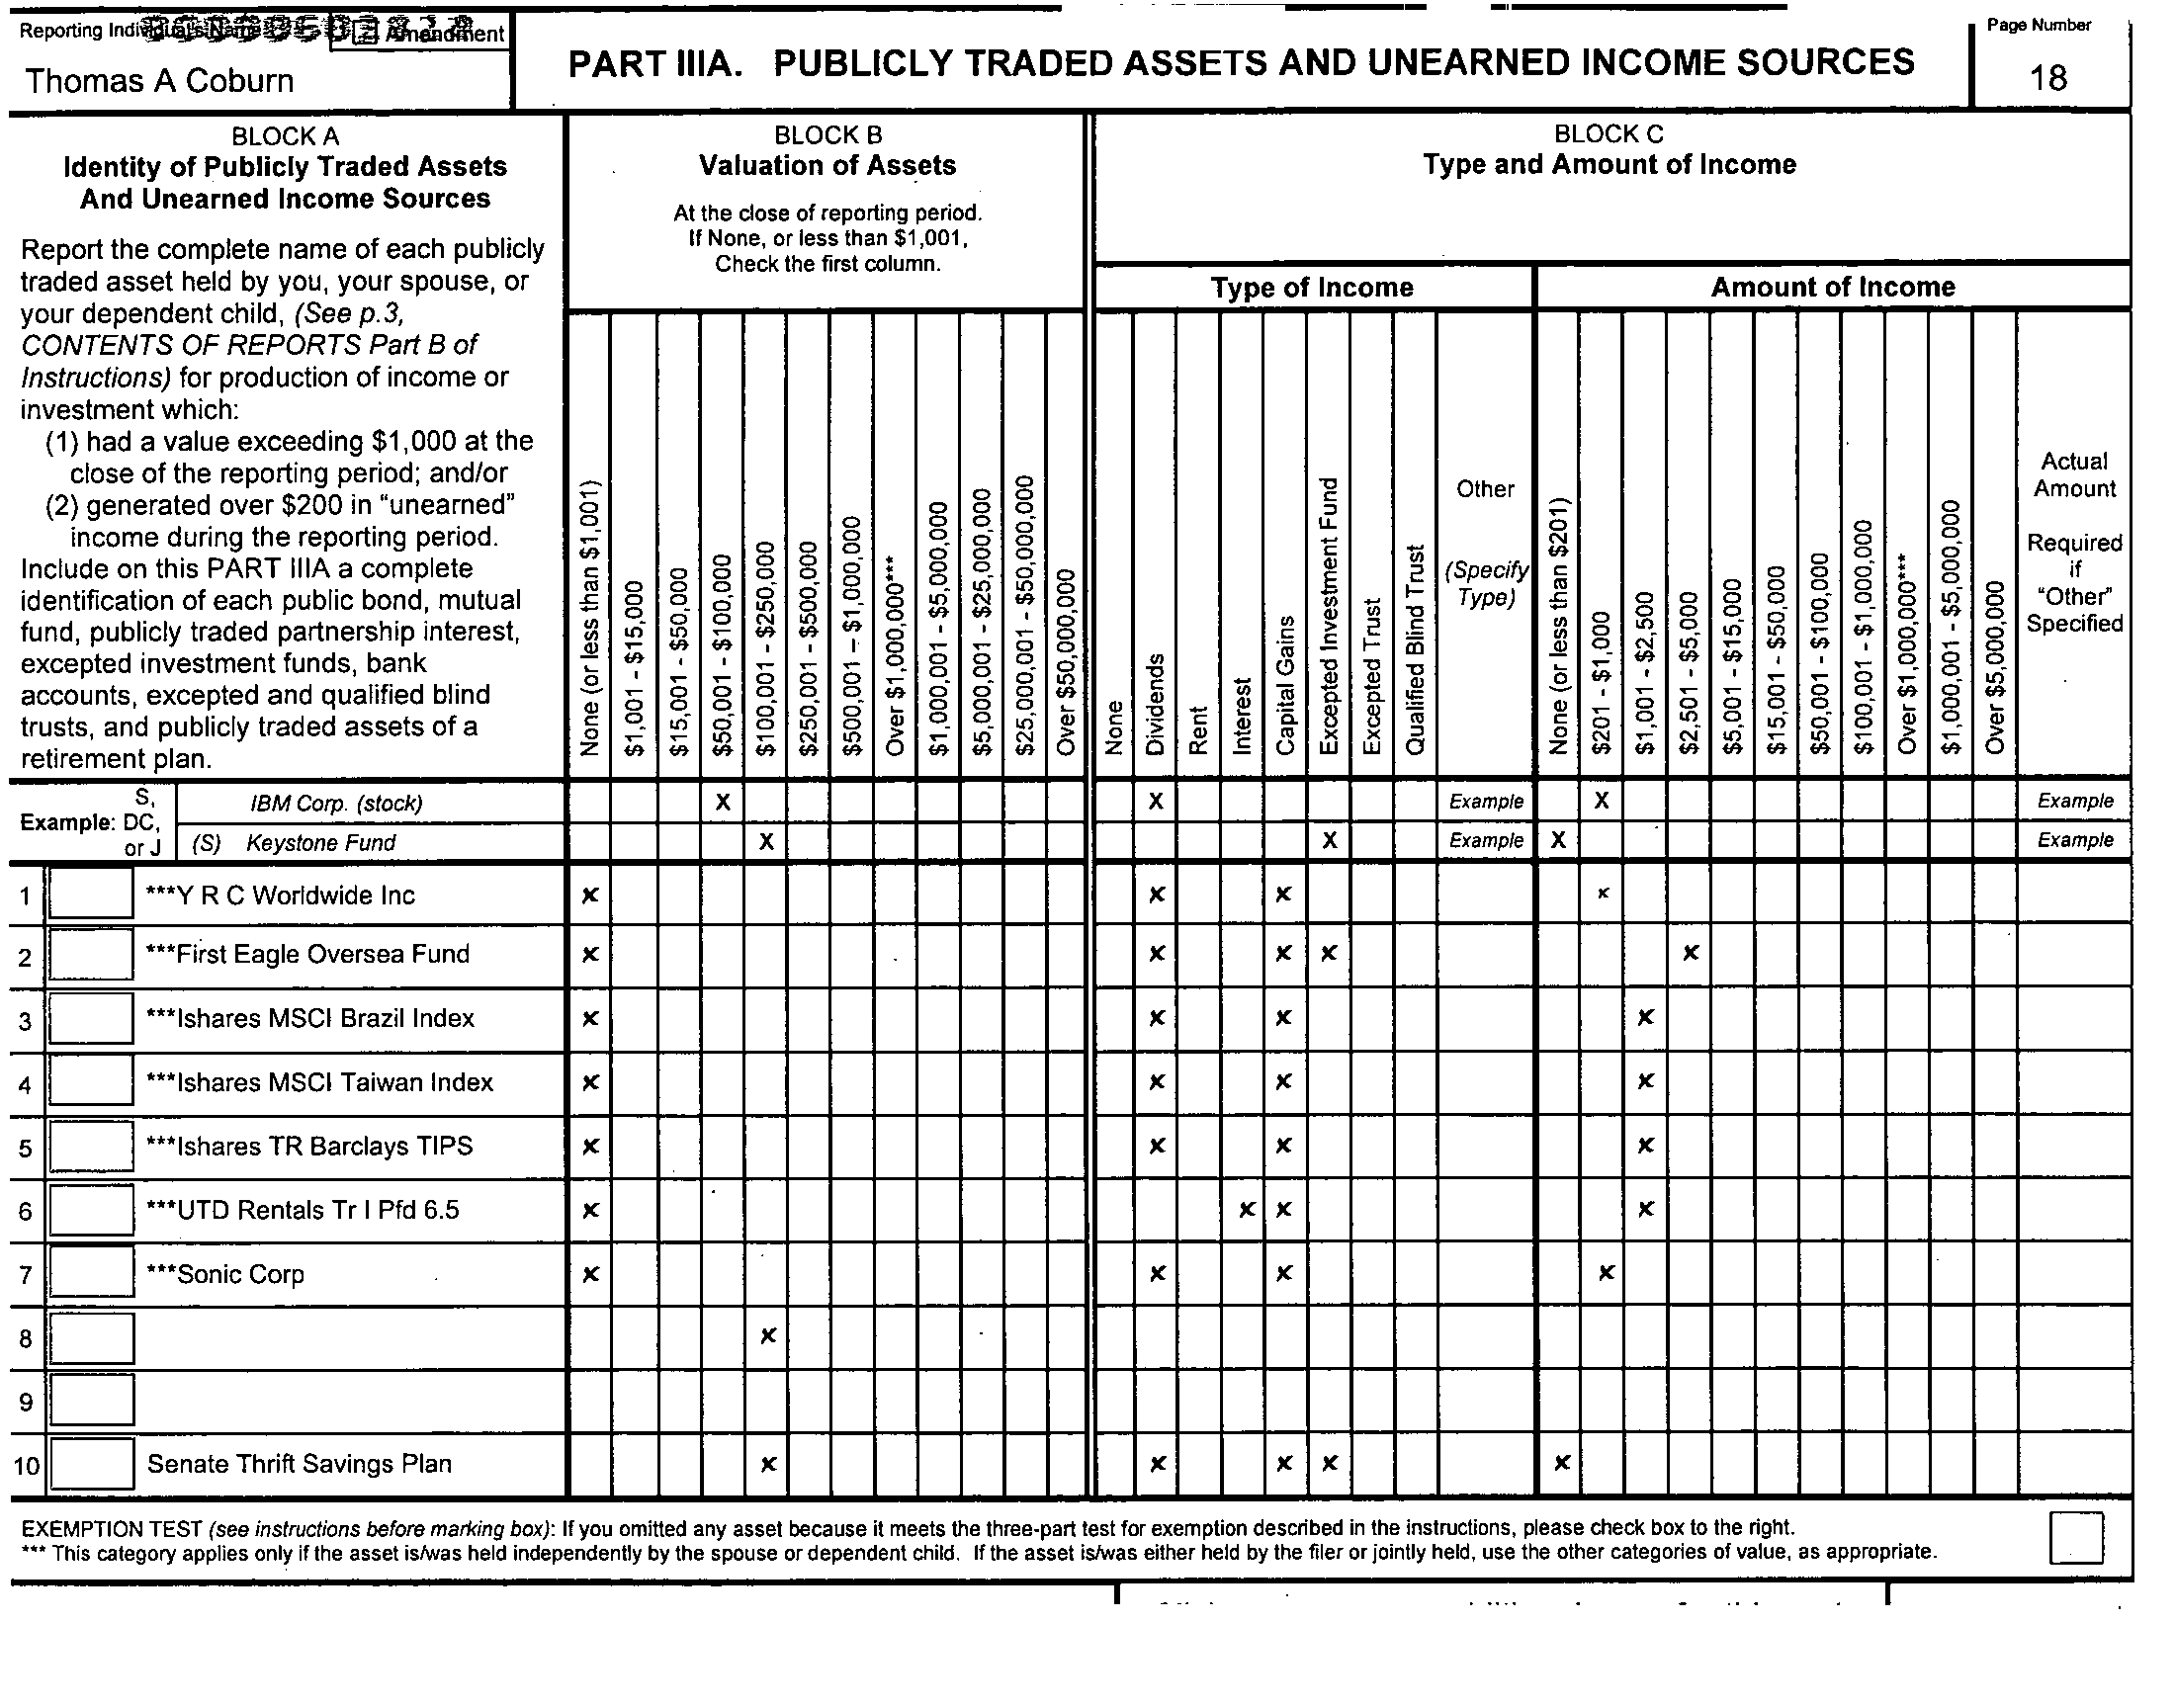 Reporting Individual's Name
Amendment
Thomas A Coburn
PART IIIA. PUBLICLY TRADED ASSETS AND UNEARNED INCOME SOURCES
Page Number
18
BLOCK A
Identity of Publicly Traded Assets
And Unearned Income Sources
Report the complete name of each publicly
traded asset held by you, your spouse, or
your dependent child, (See p.3,
CONTENTS OF REPORTS Part B of
Instructions) for production of income or
investment which:
(1) had a value exceeding $1,000 at the
close of the reporting period; and/or
(2) generated over $200 in "unearned"
income during the reporting period.
Include on this PART IIIA a complete
identification of each public bond, mutual
fund, publicly traded partnership interest,
excepted investment funds, bank
accounts, excepted and qualified blind
trusts, and publicly traded assets of a
retirement plan.
BLOCK B
Valuation of Assets
At the close of reporting period.
If None, or less than $1,001,
Check the first column.
None (or less than $1,001)
$1,001 - $15,000
$15,001 - $50,000
$50,001 - $100,000
$100,001 - $250,000
$250,001 - $500,000
$500,001 – $1,000,000
Over $1,000,000***
$1,000,001 - $5,000,000
$5,000,001 - $25,000,000
$25,000,001 - $50,000,000
Over $50,000,000
BLOCK C
Type and Amount of Income
Type of Income
None
Dividends
Rent
Interest
Capital Gains
Excepted Investment Fund
Excepted Trust
Qualified Blind Trust
Other
(Specify
Type)
Amount of Income
None (or less than $201)
$201 - $1,000
$1,001 - $2,500
$2,501 - $5,000
$5,001 - $15,000
$15,001 - $50,000
$50,001 - $100,000
$100,001 - $1,000,000
Over $1,000,000***
$1,000,001 - $5,000,000
Over $5,000,000
Actual
Amount
Required
if
"Other"
Specified
Example: S, DC, or J
IBM Corp. (stock) X X Example X Example
(S) Keystone Fund X X Example X Example
1 ***Y R C Worldwide Inc x x x x
2 ***First Eagle Oversea Fund x x x x x
3 ***Ishares MSCI Brazil Index x x x x
4 ***Ishares MSCI Taiwan Index x x x x
5 ***Ishares TR Barclays TIPS x x x x
6 ***UTD Rentals Tr I Pfd 6.5 x x x x
7 ***Sonic Corp x x x x
8 x
9
10 Senate Thrift Savings Plan x x x x x
EXEMPTION TEST (see instructions before marking box): If you omitted any asset because it meets the three-part test for exemption described in the instructions, please check box to the right.
*** This category applies only if the asset is/was held independently by the spouse or dependent child. If the asset is/was either held by the filer or jointly held, use the other categories of value, as appropriate.